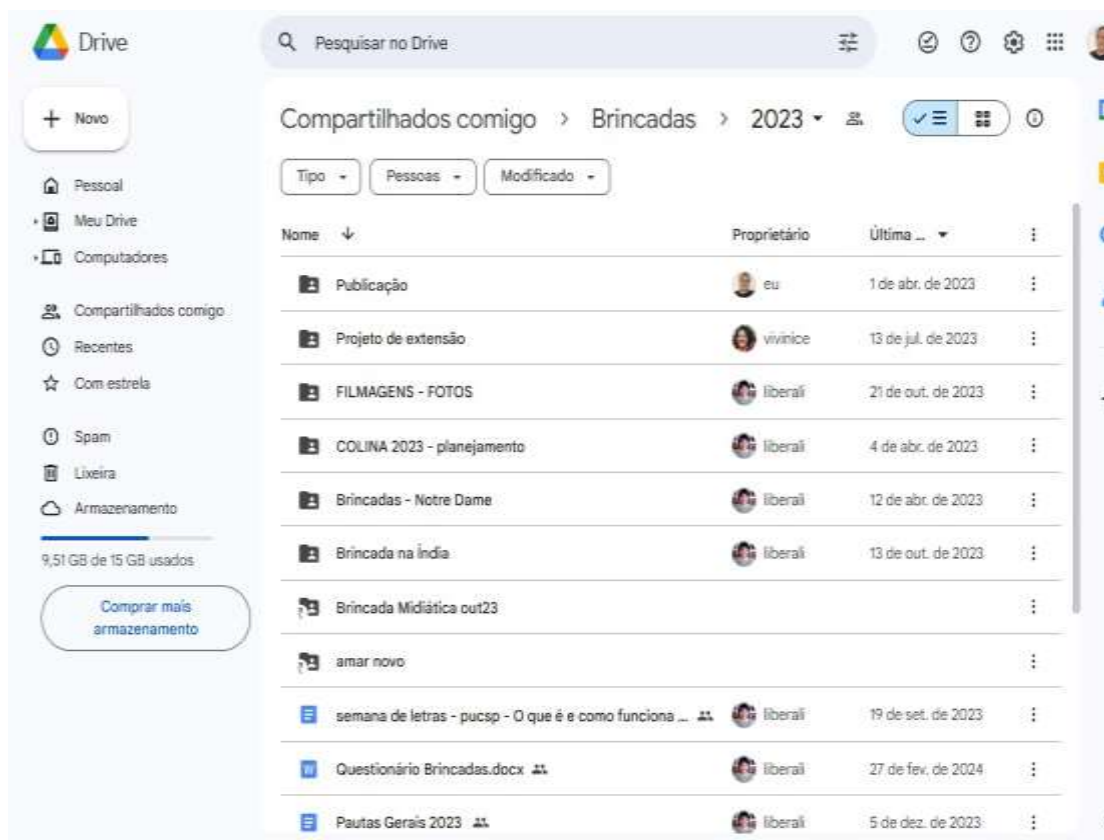 Drive
Pesquisar no Drive
Novo
Compartilhados comigo > Brincadas > 2023
Tipo
Pessoas
Modificado
Pessoal
Meu Drive
Computadores
Compartilhados comigo
Recentes
Com estrela
Spam
Lixeira
Armazenamento
9,51 GB de 15 GB usados
Comprar mais
armazenamento
Nome Proprietário Última ...
Publicação eu 1 de abr. de 2023
Projeto de extensão vivinice 13 de jul. de 2023
FILMAGENS - FOTOS liberali 21 de out. de 2023
COLINA 2023 - planejamento liberali 4 de abr. de 2023
Brincadas - Notre Dame liberali 12 de abr. de 2023
Brincada na Índia liberali 13 de out. de 2023
Brincada Midiática out23
amar novo
semana de letras - pucsp - O que é e como funciona ... liberali 19 de set. de 2023
Questionário Brincadas.docx liberali 27 de fev. de 2024
Pautas Gerais 2023 liberali 5 de dez. de 2023